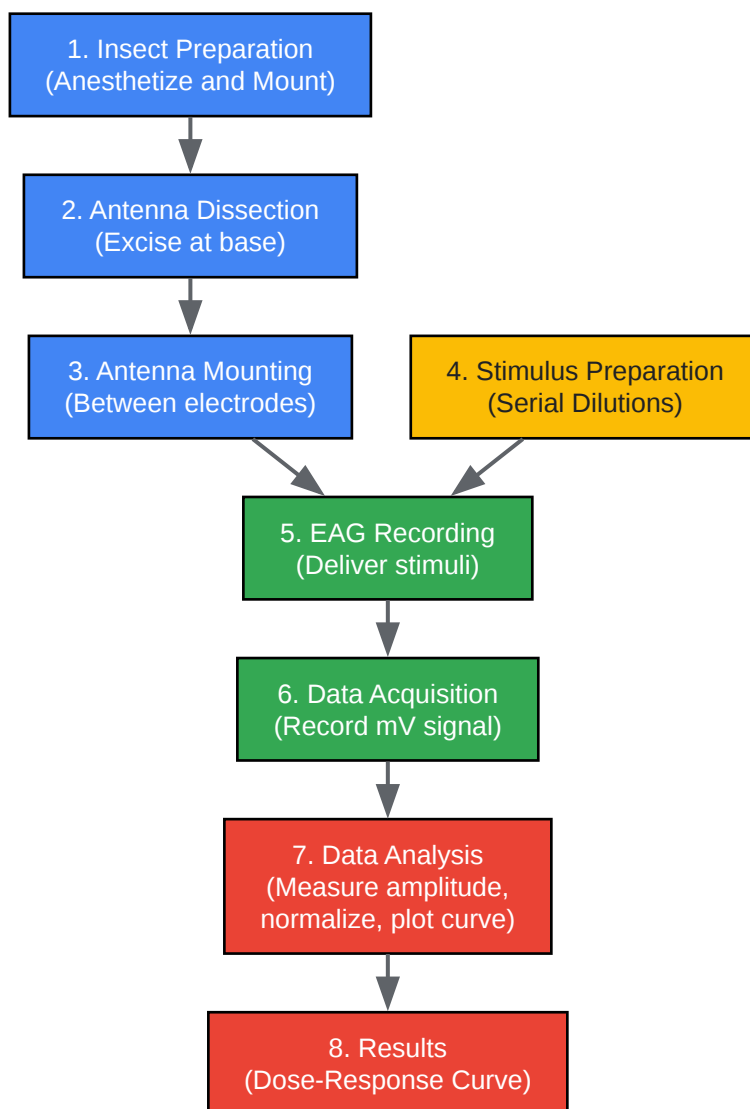 1. Insect Preparation
(Anesthetize and Mount)
2. Antenna Dissection
(Excise at base)
3. Antenna Mounting
(Between electrodes)
4. Stimulus Preparation
(Serial Dilutions)
5. EAG Recording
(Deliver stimuli)
6. Data Acquisition
(Record mV signal)
7. Data Analysis
(Measure amplitude,
normalize, plot curve)
8. Results
(Dose-Response Curve)